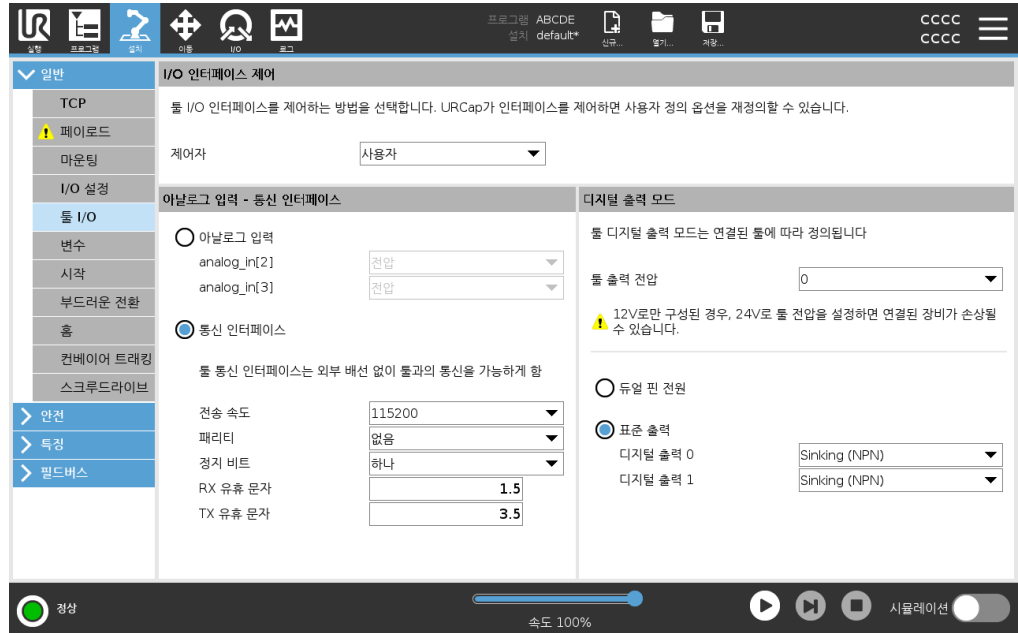 UR
프로그램 ABCDE
설치 default*
CCCC
CCCC
실행
프로그램
설치
이동
I/O
로그
신규...
열기...
저장...
일반
TCP
페이로드
마운팅
I/O 설정
툴 I/O
변수
시작
부드러운 전환
홈
컨베이어 트래킹
스크루드라이브
안전
특징
필드버스
I/O 인터페이스 제어
툴 I/O 인터페이스를 제어하는 방법을 선택합니다. URCap가 인터페이스를 제어하면 사용자 정의 옵션을 재정의할 수 있습니다.
제어자 사용자
아날로그 입력 - 통신 인터페이스
아날로그 입력
analog_in[2] 전압
analog_in[3] 전압
통신 인터페이스
툴 통신 인터페이스는 외부 배선 없이 툴과의 통신을 가능하게 함
전송 속도 115200
패리티 없음
정지 비트 하나
RX 유휴 문자 1.5
TX 유휴 문자 3.5
디지털 출력 모드
툴 디지털 출력 모드는 연결된 툴에 따라 정의됩니다
툴 출력 전압 0
12V로만 구성된 경우, 24V로 툴 전압을 설정하면 연결된 장비가 손상될
수 있습니다.
듀얼 핀 전원
표준 출력
디지털 출력 0 Sinking (NPN)
디지털 출력 1 Sinking (NPN)
정상
속도 100%
시뮬레이션